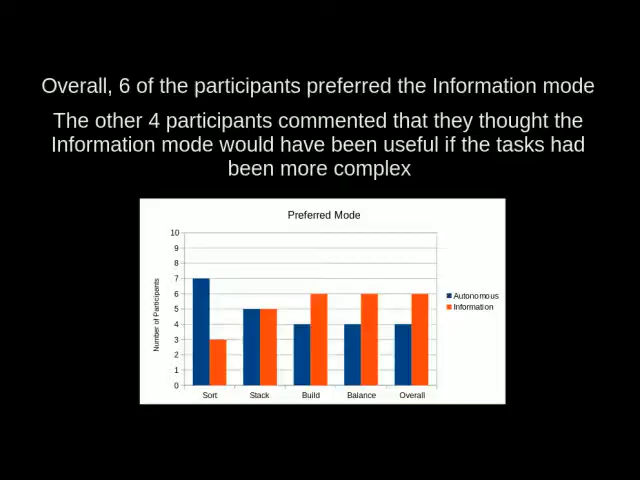 Overall, 6 of the participants preferred the Information mode
The other 4 participants commented that they thought the
Information mode would have been useful if the tasks had
been more complex
Preferred Mode
10
9
8
7
6
5
4
3
2
1
0
Number of Participants
Sort Stack Build Balance Overall
Autonomous
Information